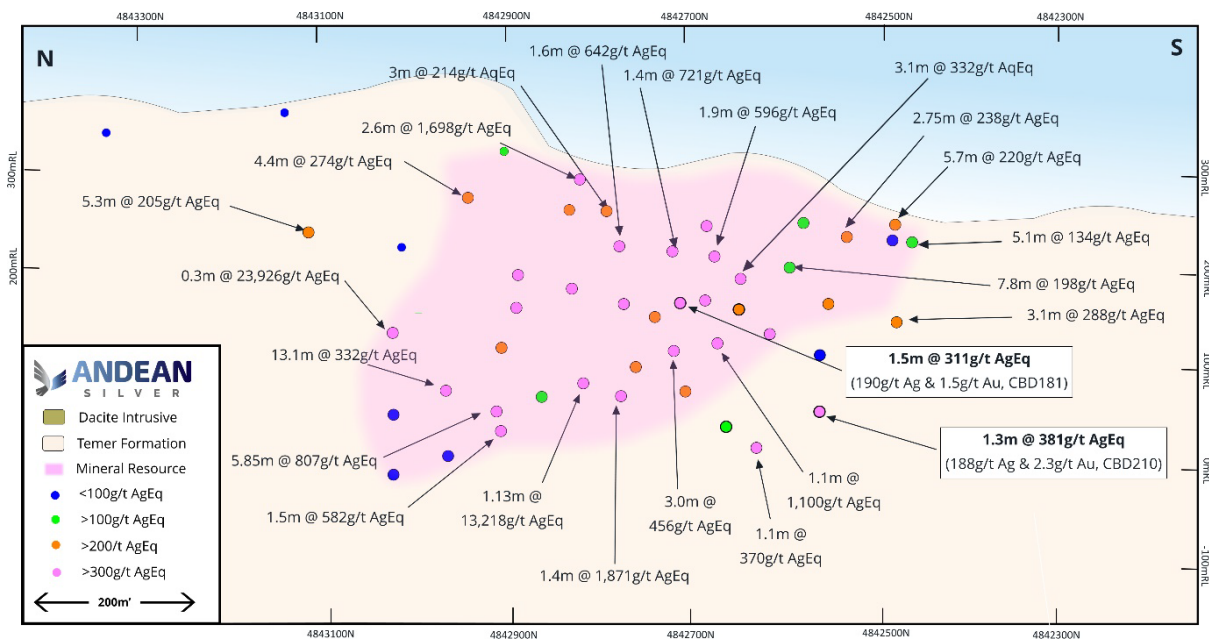 4843300N
4843100N
4842900N
4842700N
4842500N
4842300N
N
S
1.6m @ 642g/t AgEq
3m @ 214g/t AqEq
1.4m @ 721g/t AgEq
3.1m @ 332g/t AqEq
1.9m @ 596g/t AgEq
2.6m @ 1,698g/t AgEq
2.75m @ 238g/t AgEq
4.4m @ 274g/t AgEq
5.7m @ 220g/t AgEq
300mRL
300mRL
5.3m @ 205g/t AgEq
5.1m @ 134g/t AgEq
200mRL
200mRL
0.3m @ 23,926g/t AgEq
7.8m @ 198g/t AgEq
3.1m @ 288g/t AgEq
13.1m @ 332g/t AgEq
1.5m @ 311g/t AgEq
(190g/t Ag & 1.5g/t Au, CBD181)
100mRL
ANDEAN
SILVER
Dacite Intrusive
Temer Formation
Mineral Resource
<100g/t AgEq
>100g/t AgEq
>200/t AgEq
>300g/t AgEq
200m'
1.3m @ 381g/t AgEq
(188g/t Ag & 2.3g/t Au, CBD210)
0mRL
5.85m @ 807g/t AgEq
1.5m @ 582g/t AgEq
1.13m @
13,218g/t AgEq
3.0m @
456g/t AgEq
1.1m @
1,100g/t AgEq
1.1m @
370g/t AgEq
1.4m @ 1,871g/t AgEq
-100mRL
4843100N
4842900N
4842700N
4842500N
4842300N